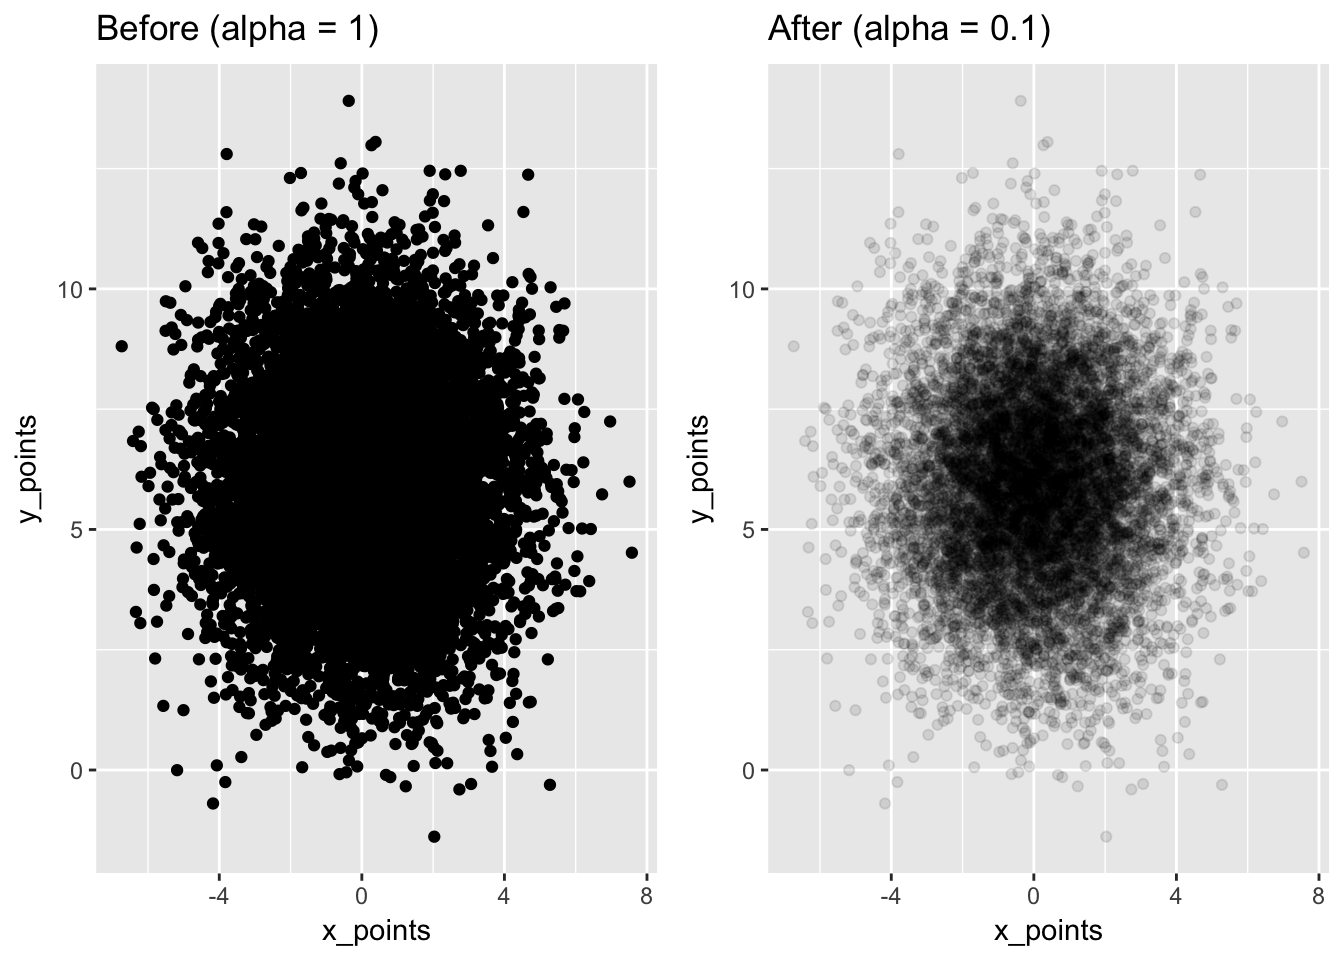 Before (alpha = 1)
y_points
10
5
0
-4 0 4 8
x_points
After (alpha = 0.1)
y_points
10
5
0
-4 0 4 8
x_points